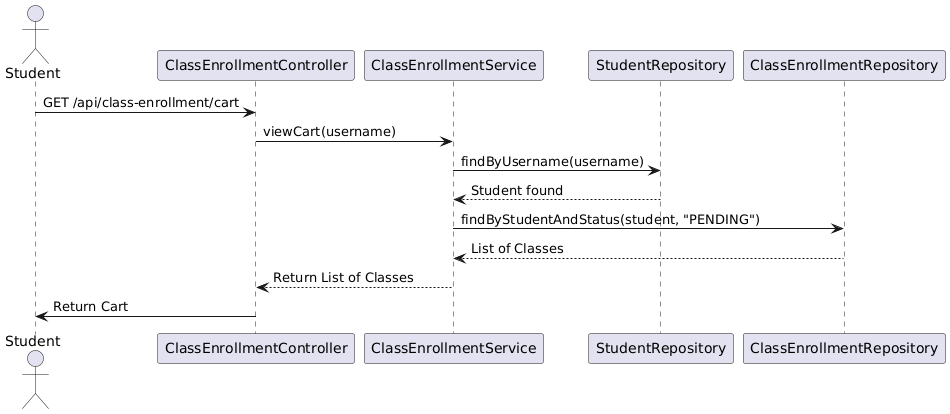 Student
ClassEnrollmentController
ClassEnrollmentService
StudentRepository
ClassEnrollmentRepository
GET /api/class-enrollment/cart
viewCart(username)
findByUsername(username)
Student found
findByStudentAndStatus(student, "PENDING")
List of Classes
Return List of Classes
Return Cart
Student
ClassEnrollmentController
ClassEnrollmentService
StudentRepository
ClassEnrollmentRepository